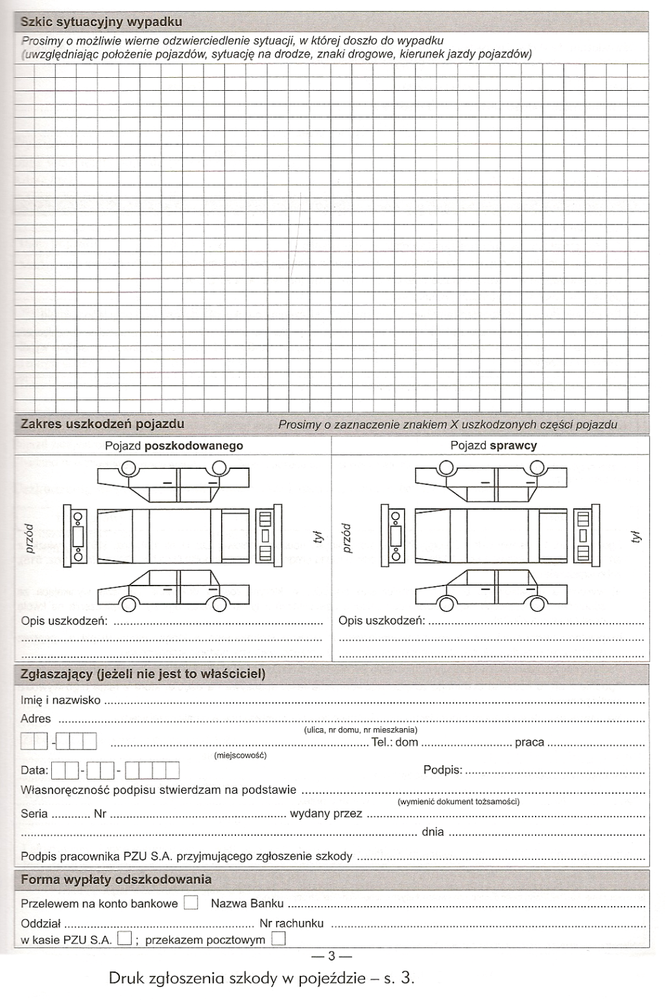 Szkic sytuacyjny wypadku
Prosimy o możliwie wierne odzwierciedlenie sytuacji, w której doszło do wypadku
(uwzględniając położenie pojazdów, sytuację na drodze, znaki drogowe, kierunek jazdy pojazdów)
Zakres uszkodzeń pojazdu Prosimy o zaznaczenie znakiem X uszkodzonych części pojazdu
Pojazd poszkodowanego Pojazd sprawcy
przód tył przód tył
Opis uszkodzeń: ........ Opis uszkodzeń: ........
Zgłaszający (jeżeli nie jest to właściciel)
Imię i nazwisko ........
Adres ........
(ulica, nr domu, nr mieszkania)
- ........ Tel.: dom ........ praca ........
(miejscowość)
Data: - - Podpis: ........
Własnoręczność podpisu stwierdzam na podstawie ........
(wymienić dokument tożsamości)
Seria ........ Nr ........ wydany przez ........
........ dnia ........
Podpis pracownika PZU S.A. przyjmującego zgłoszenie szkody ........
Forma wypłaty odszkodowania
Przelewem na konto bankowe Nazwa Banku ........
Oddział ........ Nr rachunku ........
w kasie PZU S.A. ; przekazem pocztowym
— 3 —
Druk zgłoszenia szkody w pojeździe – s. 3.